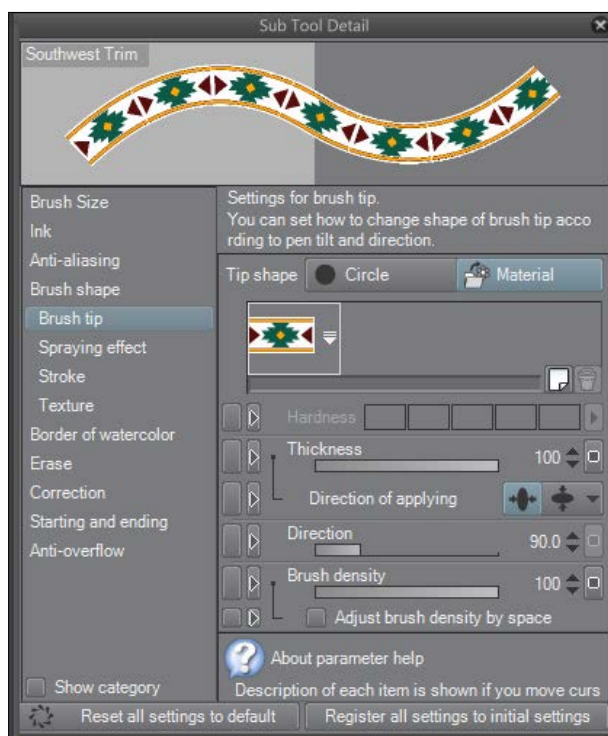 Sub Tool Detail
Southwest Trim
Brush Size
Ink
Anti-aliasing
Brush shape
Brush tip
Spraying effect
Stroke
Texture
Border of watercolor
Erase
Correction
Starting and ending
Anti-overflow
Show category
Settings for brush tip.
You can set how to change shape of brush tip acco
rding to pen tilt and direction.
Tip shape Circle Material
Hardness
Thickness 100
Direction of applying
Direction 90.0
Brush density 100
Adjust brush density by space
About parameter help
Description of each item is shown if you move curs
Reset all settings to default Register all settings to initial settings